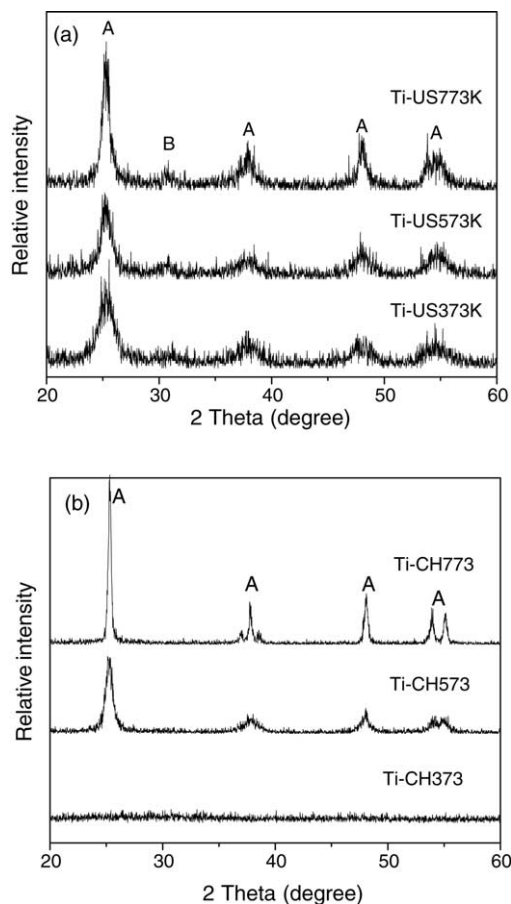 (a)
A
Ti-US773K
B
A
A
A
Ti-US573K
Ti-US373K
Relative intensity
20 30 40 50 60
2 Theta (degree)
(b)
A
Ti-CH773
A
A
A
Ti-CH573
Ti-CH373
Relative intensity
20 30 40 50 60
2 Theta (degree)